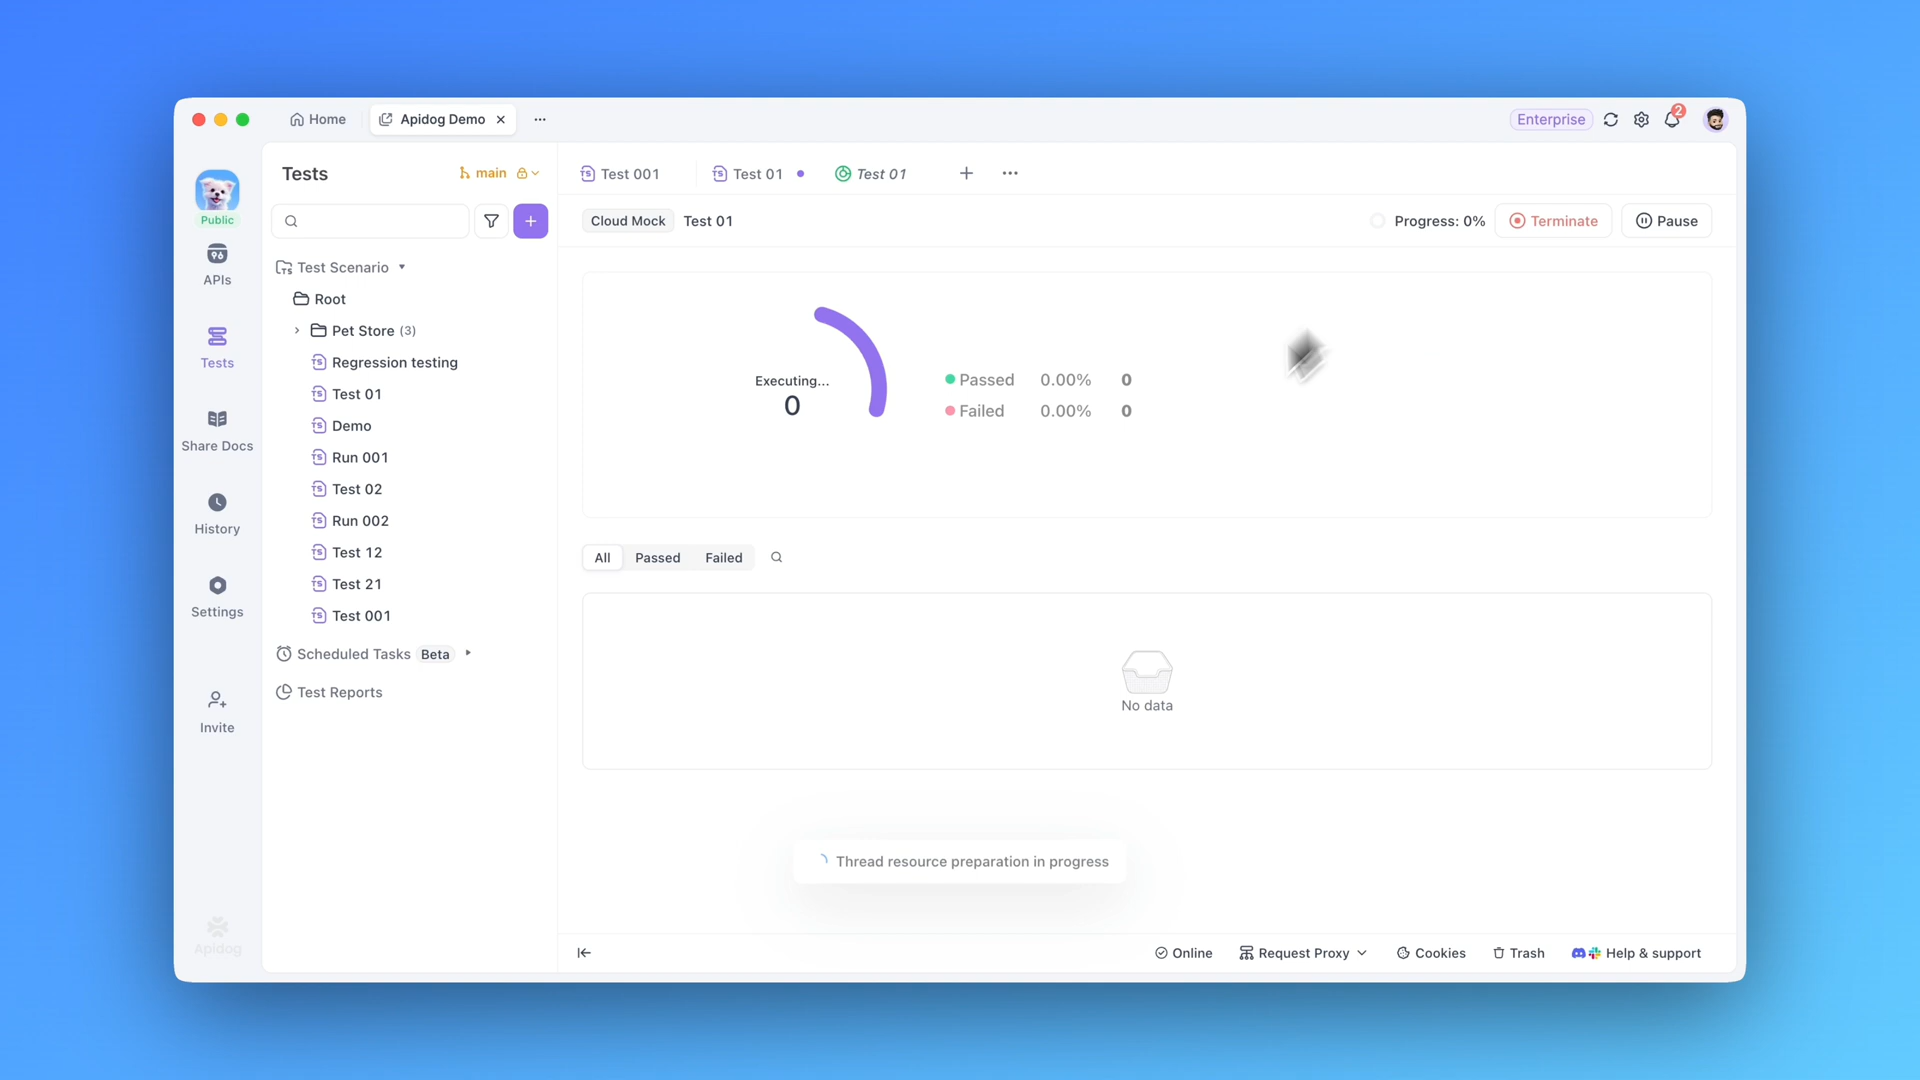 Home
Apidog Demo
Enterprise
2
Public
APIs
Tests
Share Docs
History
Settings
Invite
Apidog
Tests
main
Test Scenario
Root
Pet Store (3)
Regression testing
Test 01
Demo
Run 001
Test 02
Run 002
Test 12
Test 21
Test 001
Scheduled Tasks Beta
Test Reports
Test 001
Test 01
Test 01
Cloud Mock Test 01
Progress: 0%
Terminate
Pause
Executing...
0
Passed 0.00% 0
Failed 0.00% 0
All Passed Failed
No data
Thread resource preparation in progress
Online
Request Proxy
Cookies
Trash
Help & support